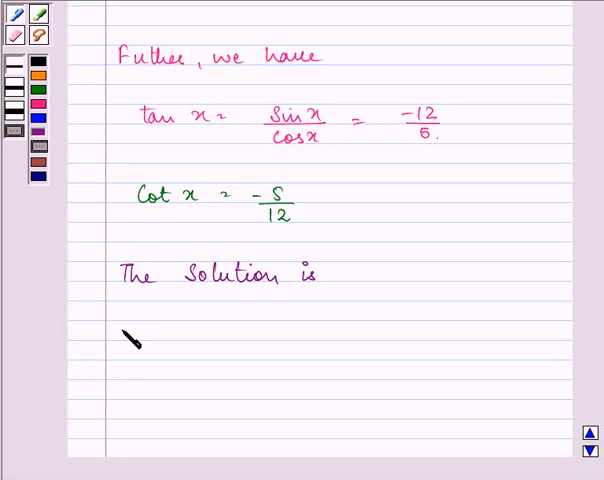 Futher, we have
tan x = sin x / cos x = -12 / 5.
Cot x = -5 / 12
The Solution is